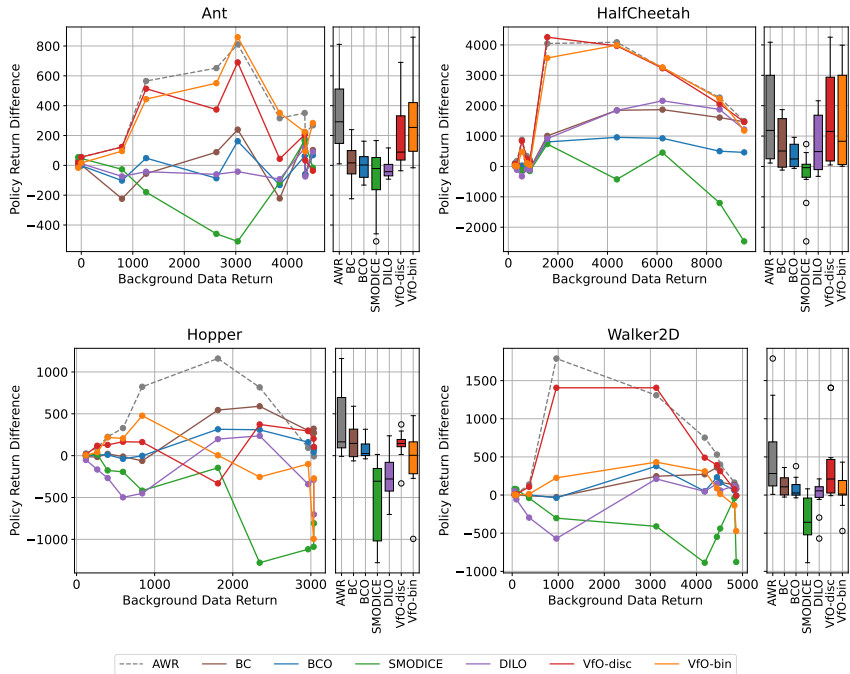 Ant
Policy Return Difference
800
600
400
200
0
−200
−400
0 1000 2000 3000 4000
Background Data Return
AWR
BC
BCO
SMODICE
DILO
VfO-disc
VfO-bin
HalfCheetah
Policy Return Difference
4000
3000
2000
1000
0
−1000
−2000
0 2000 4000 6000 8000
Background Data Return
AWR
BC
BCO
SMODICE
DILO
VfO-disc
VfO-bin
Hopper
Policy Return Difference
1000
500
0
−500
−1000
0 1000 2000 3000
Background Data Return
AWR
BC
BCO
SMODICE
DILO
VfO-disc
VfO-bin
Walker2D
Policy Return Difference
1500
1000
500
0
−500
−1000
0 1000 2000 3000 4000 5000
Background Data Return
AWR
BC
BCO
SMODICE
DILO
VfO-disc
VfO-bin
AWR BC BCO SMODICE DILO VfO-disc VfO-bin